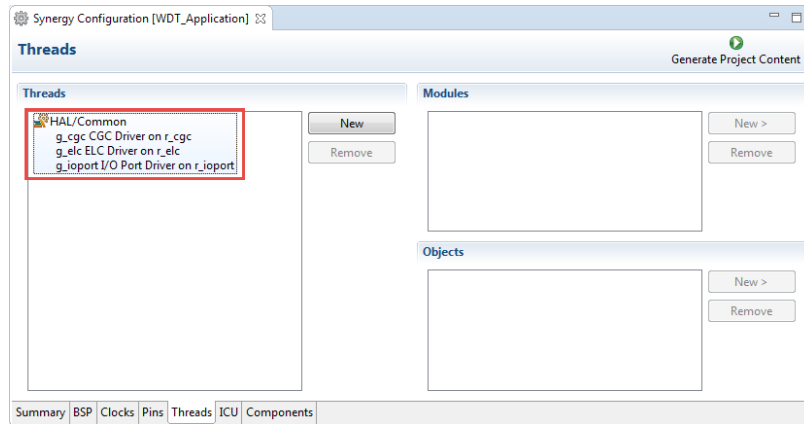 Synergy Configuration [WDT_Application]
Threads
Generate Project Content
Threads
HAL/Common
g_cgc CGC Driver on r_cgc
g_elc ELC Driver on r_elc
g_ioport I/O Port Driver on r_ioport
New
Remove
Modules
New >
Remove
Objects
New >
Remove
Summary BSP Clocks Pins Threads ICU Components